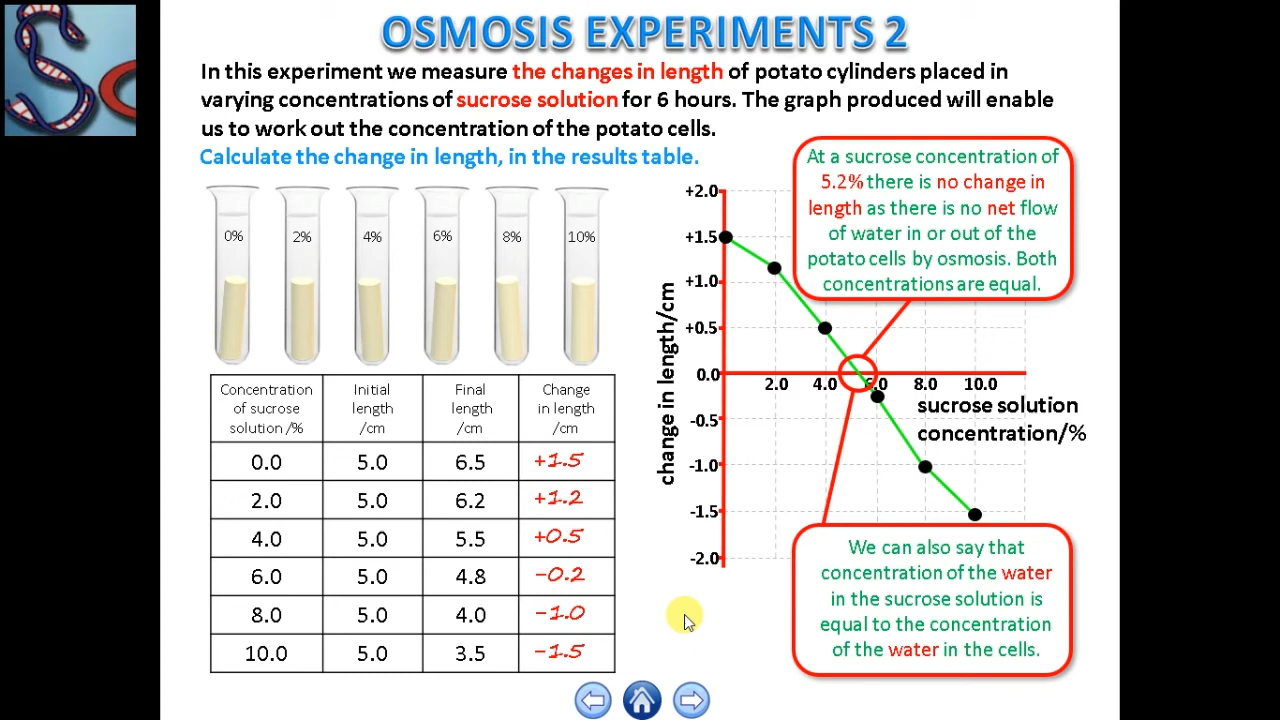 OSMOSIS EXPERIMENTS 2
In this experiment we measure the changes in length of potato cylinders placed in
varying concentrations of sucrose solution for 6 hours. The graph produced will enable
us to work out the concentration of the potato cells.
Calculate the change in length, in the results table.
0% 2% 4% 6% 8% 10%
Concentration of sucrose solution /% Initial length /cm Final length /cm Change in length /cm
0.0 5.0 6.5 +1.5
2.0 5.0 6.2 +1.2
4.0 5.0 5.5 +0.5
6.0 5.0 4.8 −0.2
8.0 5.0 4.0 −1.0
10.0 5.0 3.5 −1.5
At a sucrose concentration of
5.2% there is no change in
length as there is no net flow
of water in or out of the
potato cells by osmosis. Both
concentrations are equal.
change in length/cm
+2.0
+1.5
+1.0
+0.5
0.0
-0.5
-1.0
-1.5
-2.0
2.0 4.0 6.0 8.0 10.0
sucrose solution
concentration/%
We can also say that
concentration of the water
in the sucrose solution is
equal to the concentration
of the water in the cells.